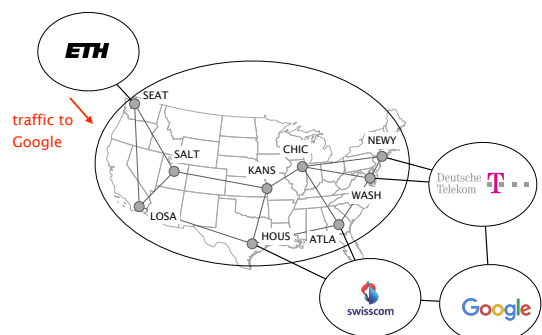 ETH
SEAT
traffic to
Google
SALT
CHIC
NEWY
KANS
WASH
LOSA
HOUS
ATLA
Deutsche
Telekom
T
swisscom
Google